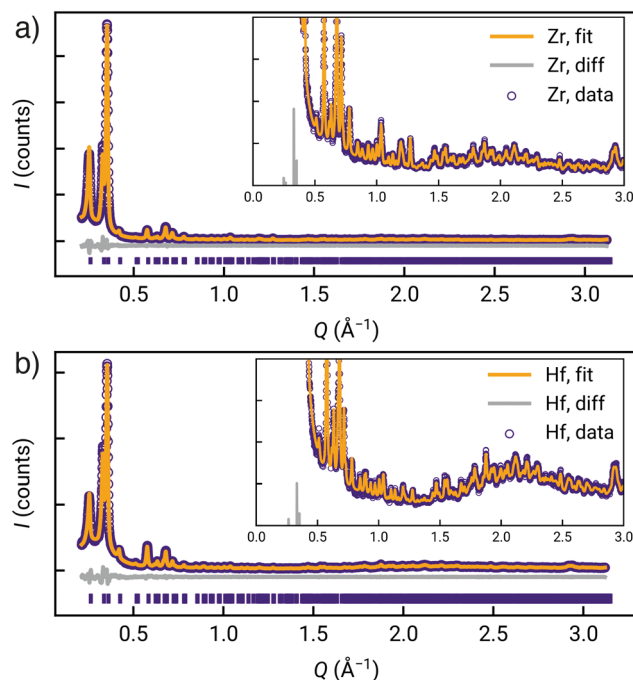 a)
I (counts)
Zr, fit
Zr, diff
Zr, data
0.0 0.5 1.0 1.5 2.0 2.5 3.0
0.5 1.0 1.5 2.0 2.5 3.0
Q (Å⁻¹)
b)
I (counts)
Hf, fit
Hf, diff
Hf, data
0.0 0.5 1.0 1.5 2.0 2.5 3.0
0.5 1.0 1.5 2.0 2.5 3.0
Q (Å⁻¹)